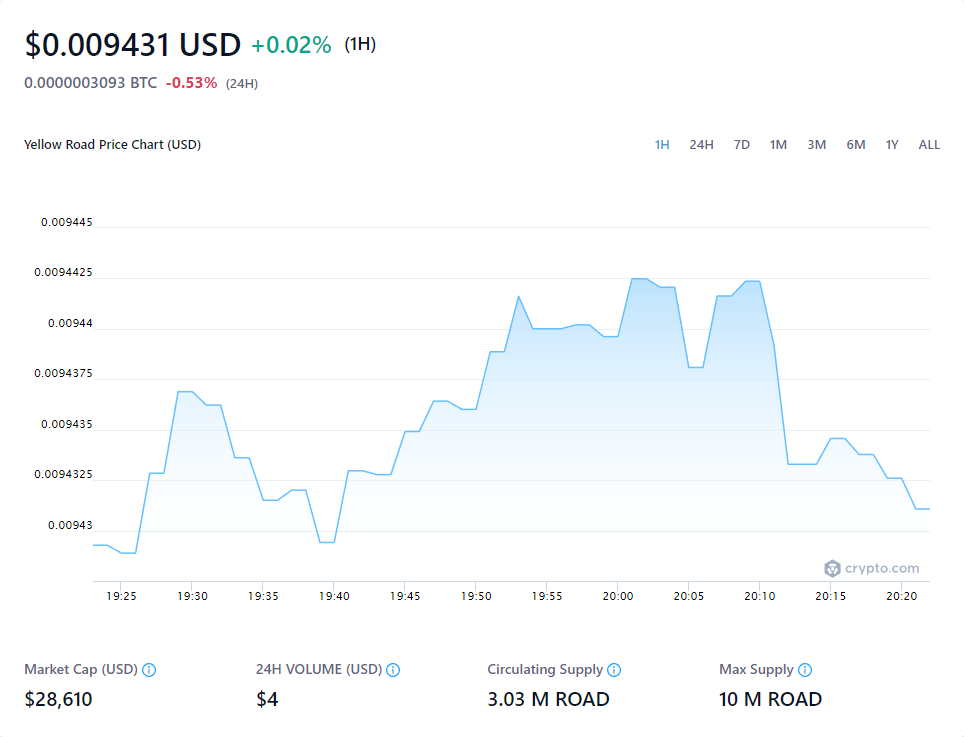 $0.009431 USD +0.02% (1H)
0.0000003093 BTC -0.53% (24H)
Yellow Road Price Chart (USD) 1H 24H 7D 1M 3M 6M 1Y ALL
0.009445
0.0094425
0.00944
0.0094375
0.009435
0.0094325
0.00943
crypto.com
19:25 19:30 19:35 19:40 19:45 19:50 19:55 20:00 20:05 20:10 20:15 20:20
Market Cap (USD) 24H VOLUME (USD) Circulating Supply Max Supply
$28,610 $4 3.03 M ROAD 10 M ROAD